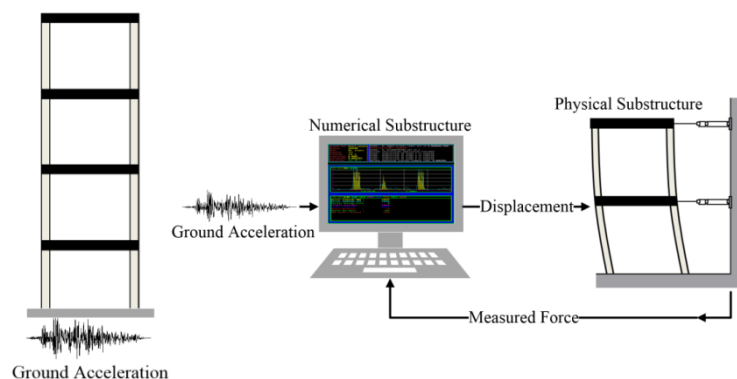 Ground Acceleration
Numerical Substructure
Ground Acceleration
Displacement
Physical Substructure
Measured Force